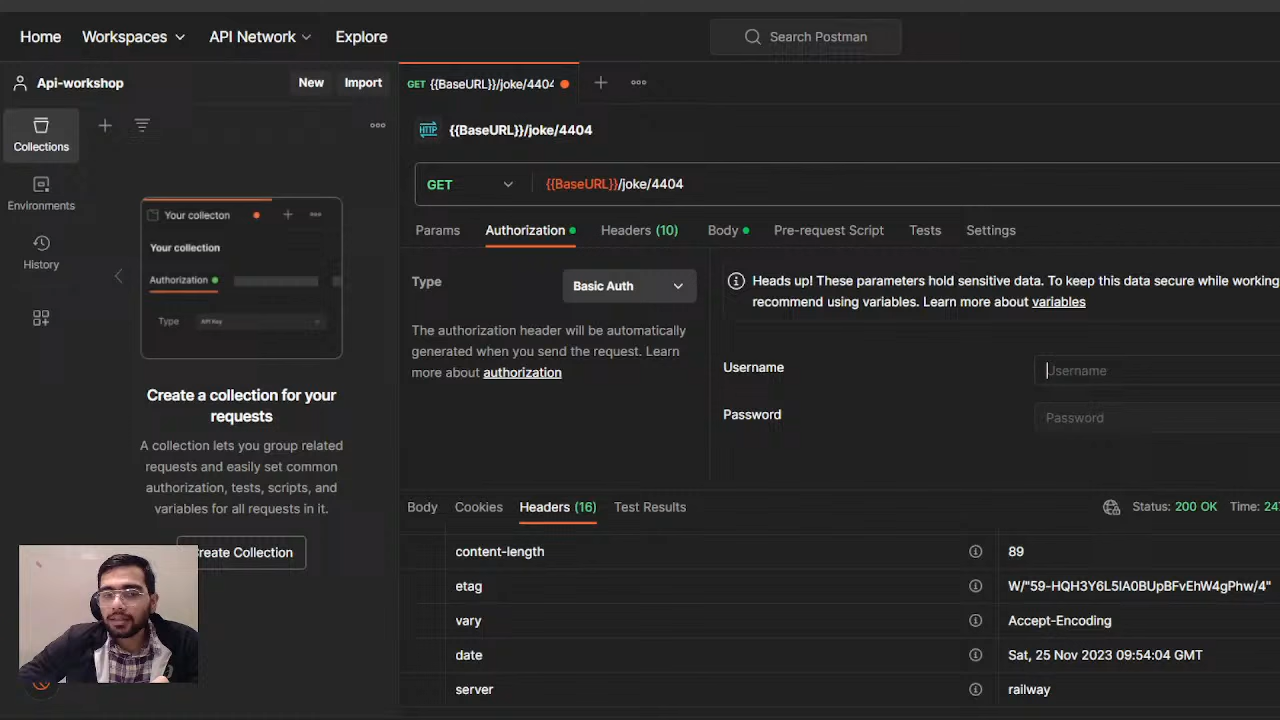 Home Workspaces API Network Explore Search Postman
Api-workshop New Import
GET {{BaseURL}}/joke/4404
Collections
Environments
History
Your collecton
Your collection
Authorization
Type API Key
Create a collection for your
requests
A collection lets you group related
requests and easily set common
authorization, tests, scripts, and
variables for all requests in it.
Create Collection
HTTP {{BaseURL}}/joke/4404
GET {{BaseURL}}/joke/4404
Params Authorization Headers (10) Body Pre-request Script Tests Settings
Type Basic Auth
The authorization header will be automatically
generated when you send the request. Learn
more about authorization
Heads up! These parameters hold sensitive data. To keep this data secure while working
recommend using variables. Learn more about variables
Username Username
Password Password
Body Cookies Headers (16) Test Results Status: 200 OK Time: 247
content-length 89
etag W/"59-HQH3Y6L5IA0BUpBFvEhW4gPhw/4"
vary Accept-Encoding
date Sat, 25 Nov 2023 09:54:04 GMT
server railway